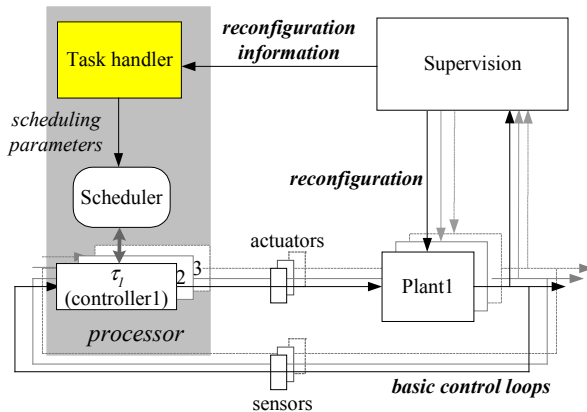 reconfiguration
information
Task handler
Supervision
scheduling
parameters
Scheduler
reconfiguration
actuators
3
2
τ1
(controller1)
Plant1
processor
basic control loops
sensors